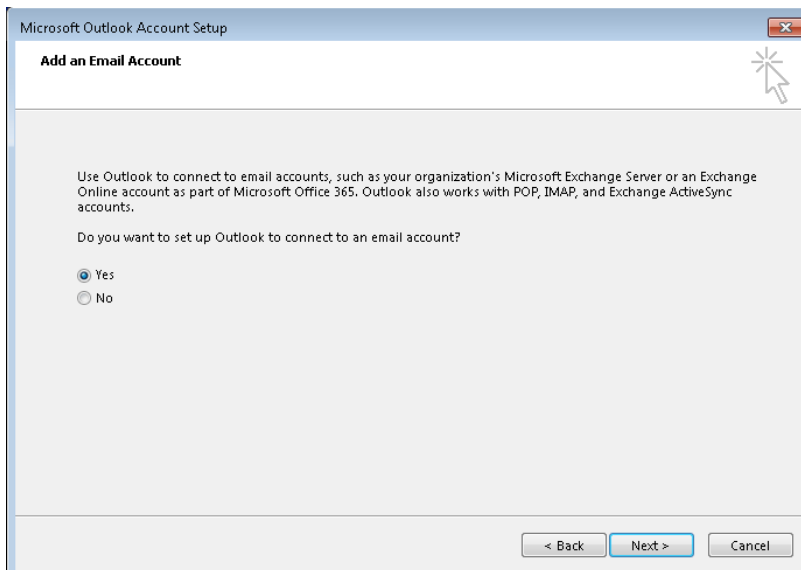 Microsoft Outlook Account Setup
Add an Email Account
Use Outlook to connect to email accounts, such as your organization's Microsoft Exchange Server or an Exchange
Online account as part of Microsoft Office 365. Outlook also works with POP, IMAP, and Exchange ActiveSync
accounts.
Do you want to set up Outlook to connect to an email account?
Yes
No
< Back Next > Cancel